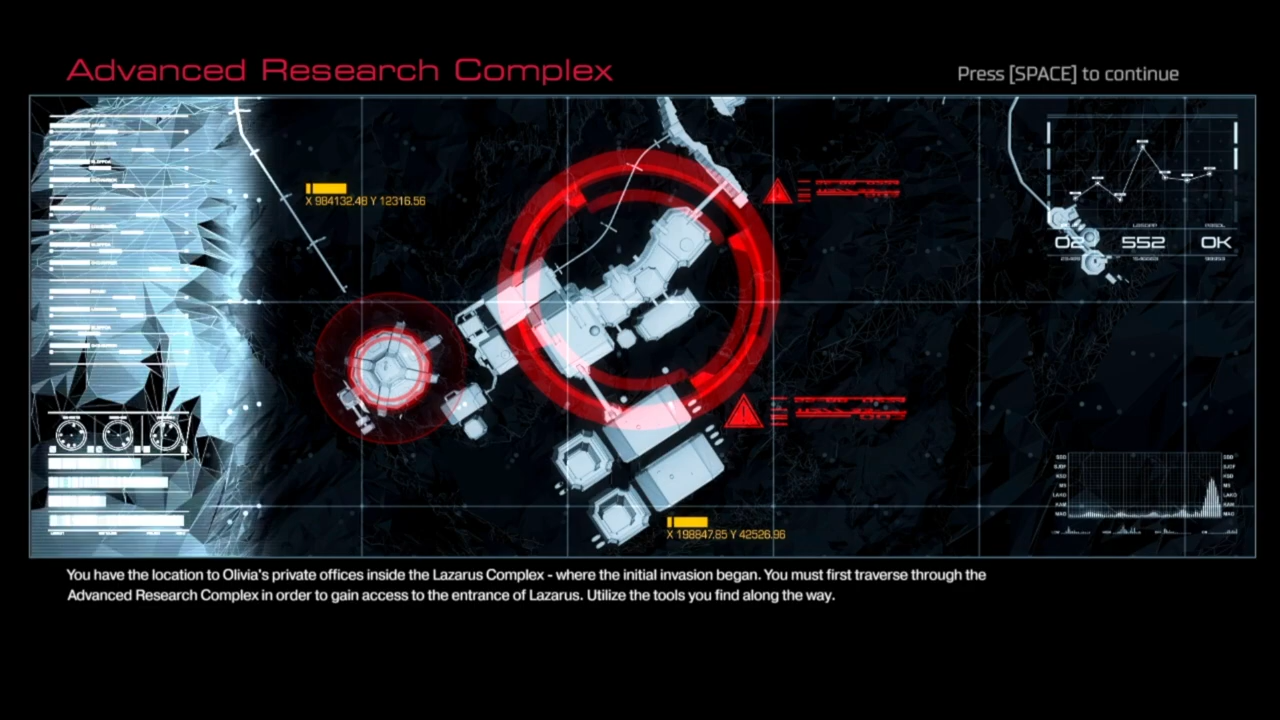 Advanced Research Complex
Press [SPACE] to continue
X 984132.48 Y 12316.56
02 552 OK
X 198847.85 Y 42526.96
You have the location to Olivia's private offices inside the Lazarus Complex - where the initial invasion began. You must first traverse through the
Advanced Research Complex in order to gain access to the entrance of Lazarus. Utilize the tools you find along the way.